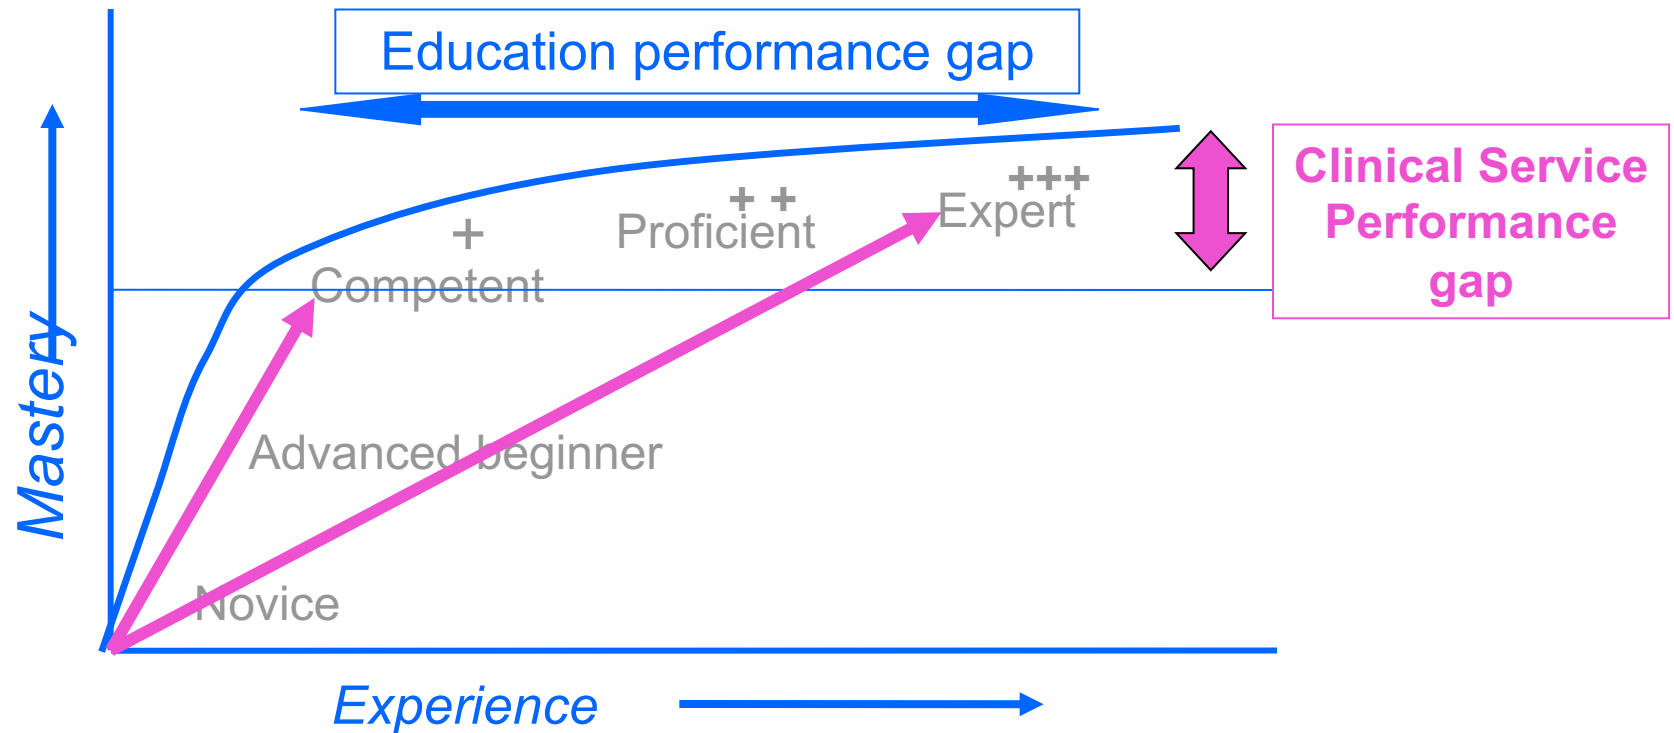 Education performance gap
Clinical Service
Performance
gap
+++
Expert
++
Proficient
+
Competent
Advanced beginner
Novice
Mastery
Experience